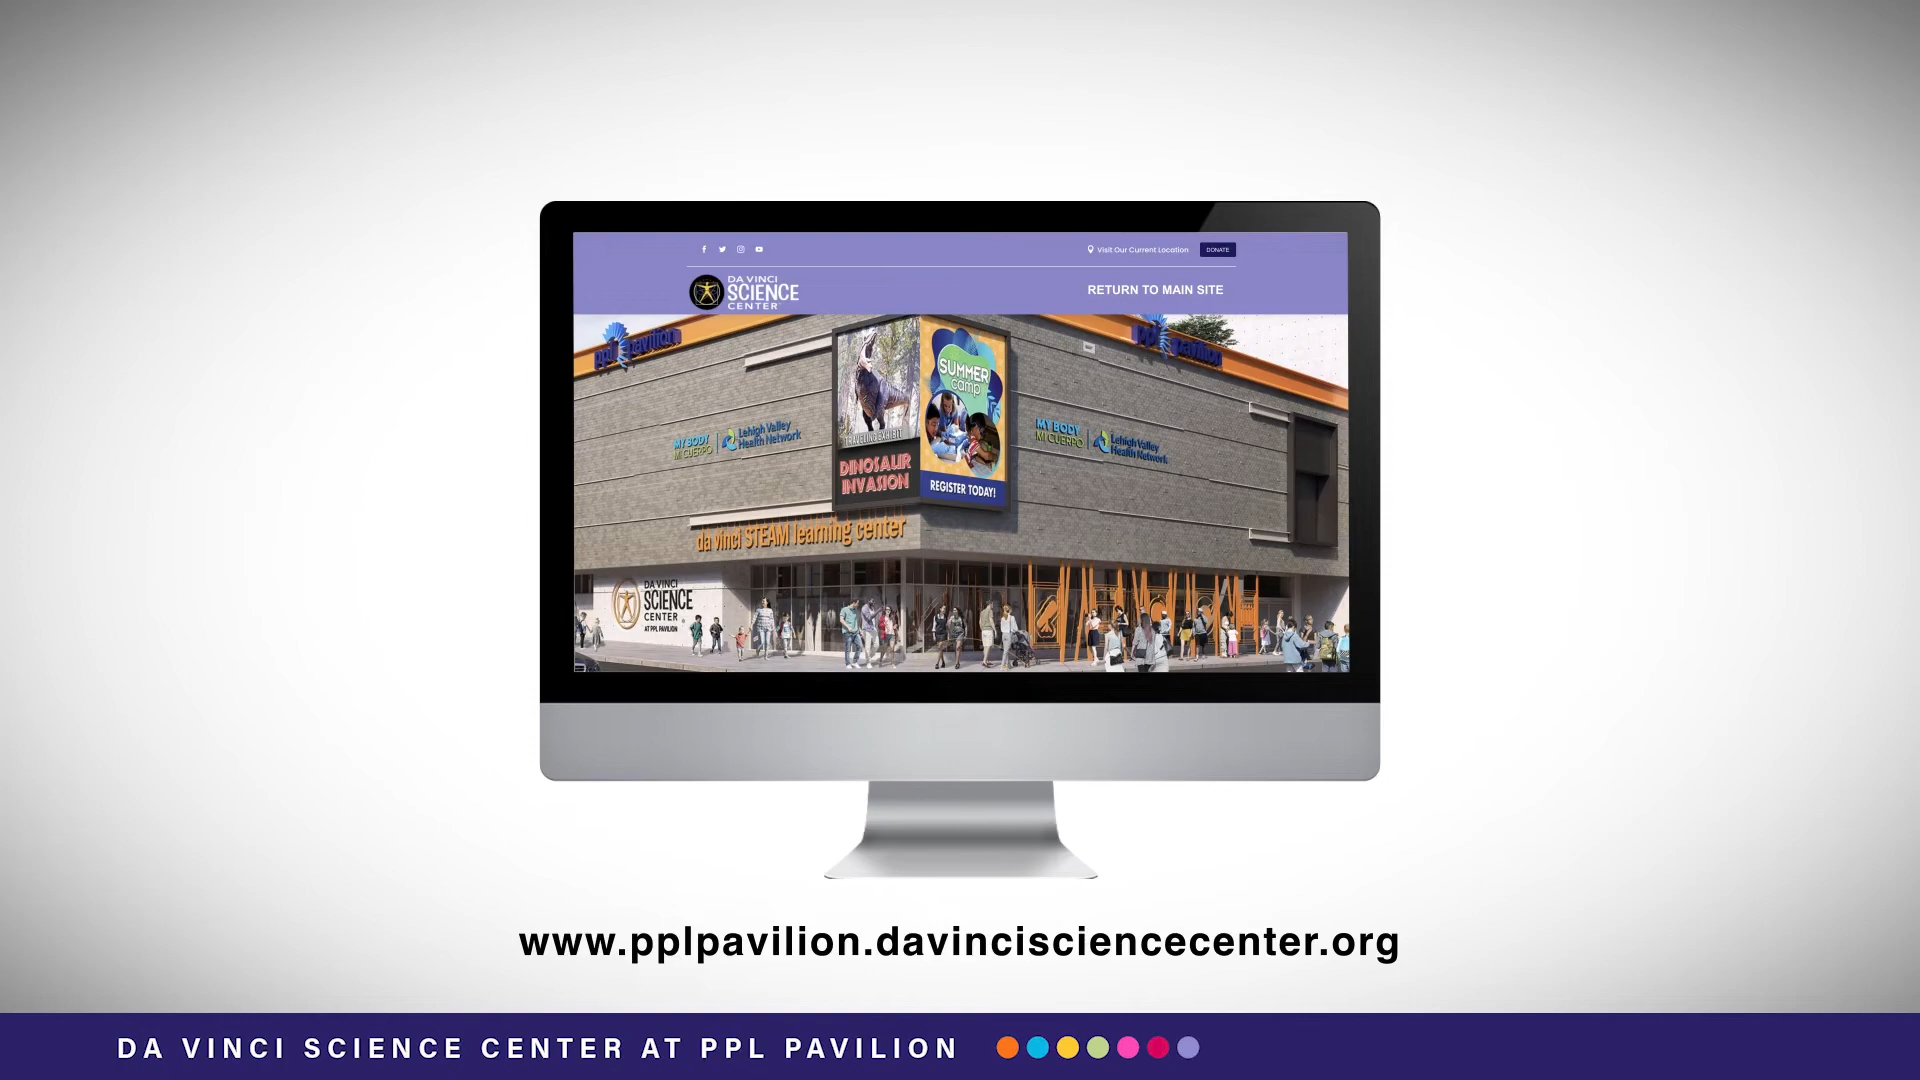 Visit Our Current Location
DONATE
DA VINCI
SCIENCE
CENTER
RETURN TO MAIN SITE
ppl pavilion
ppl pavilion
SUMMER
camp
TRAVELING EXHIBIT
DINOSAUR
INVASION
REGISTER TODAY!
MY BODY
MI CUERPO
Lehigh Valley
Health Network
MY BODY
MI CUERPO
Lehigh Valley
Health Network
da vinci STEAM learning center
DA VINCI
SCIENCE
CENTER
AT PPL PAVILION
www.pplpavilion.davincisciencecenter.org
DA VINCI SCIENCE CENTER AT PPL PAVILION